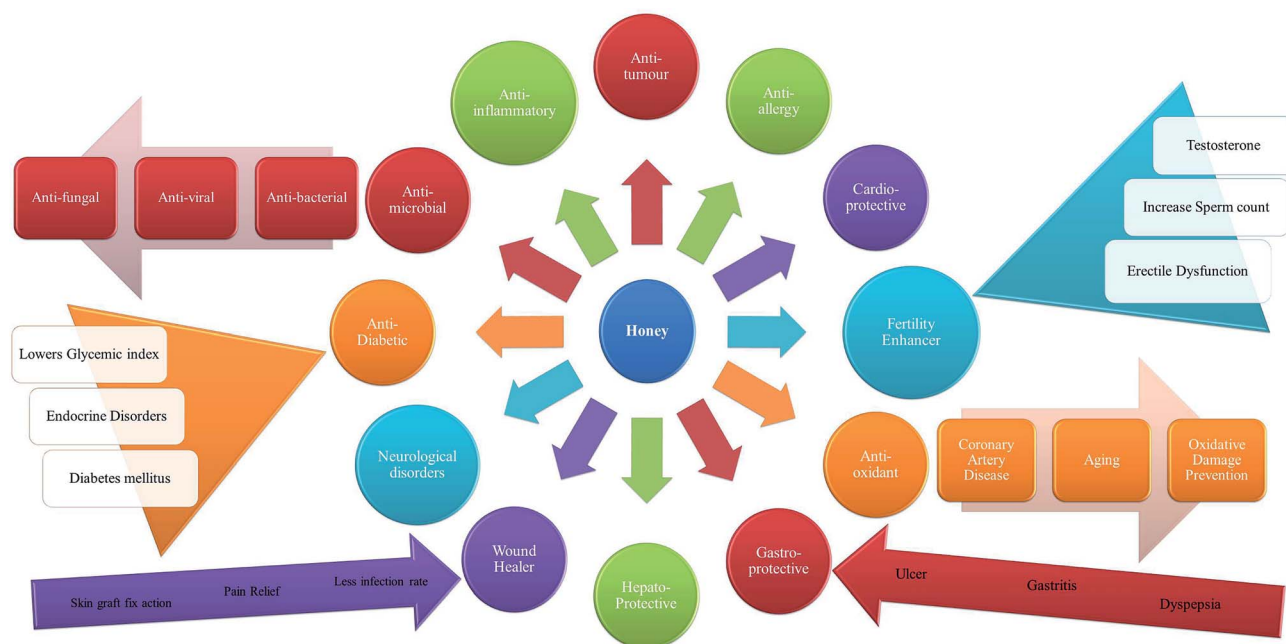 Anti-
tumour
Anti-
inflammatory
Anti-
allergy
Anti-fungal
Anti-viral
Anti-bacterial
Anti-
microbial
Cardio-
protective
Testosterone
Increase Sperm count
Erectile Dysfunction
Honey
Anti-
Diabetic
Fertility
Enhancer
Lowers Glycemic index
Endocrine Disorders
Diabetes mellitus
Neurological
disorders
Anti-
oxidant
Coronary
Artery
Disease
Aging
Oxidative
Damage
Prevention
Wound
Healer
Hepato-
Protective
Gastro-
protective
Skin graft fix action
Pain Relief
Less infection rate
Ulcer
Gastritis
Dyspepsia